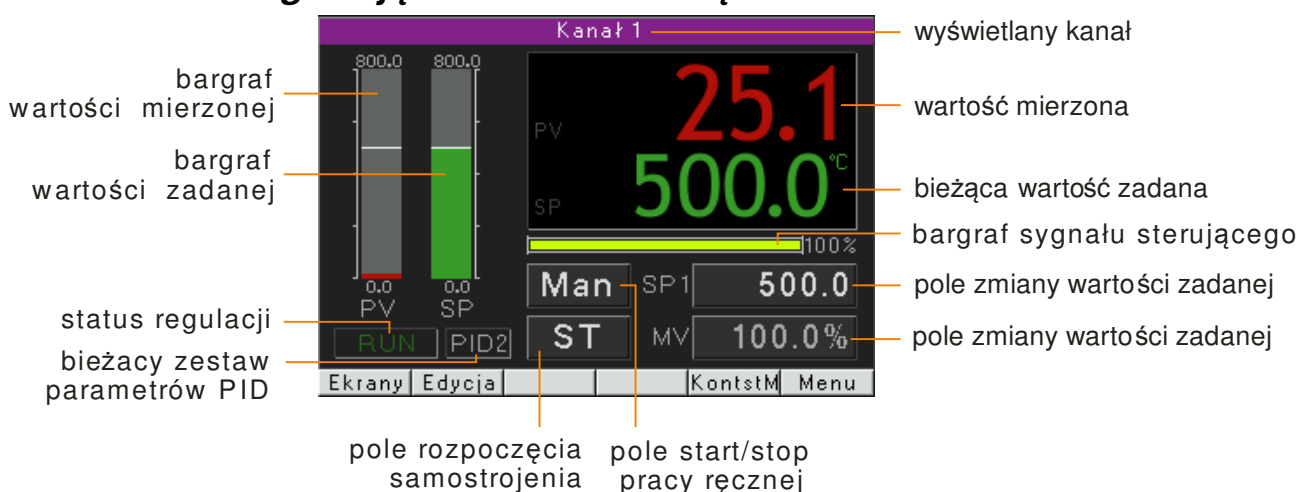 Kanał 1
wyświetlany kanał
800.0 800.0
bargraf
wartości mierzonej
25.1
wartość mierzona
PV
bargraf
wartości zadanej
°C
500.0
bieżąca wartość zadana
SP
bargraf sygnału sterującego
100%
0.0 0.0
PV SP
Man SP1 500.0
pole zmiany wartości zadanej
status regulacji
RUN PID2
ST MV 100.0%
pole zmiany wartości zadanej
bieżacy zestaw
parametrów PID
Ekrany Edycja KontstM Menu
pole rozpoczęcia
samostrojenia
pole start/stop
pracy ręcznej